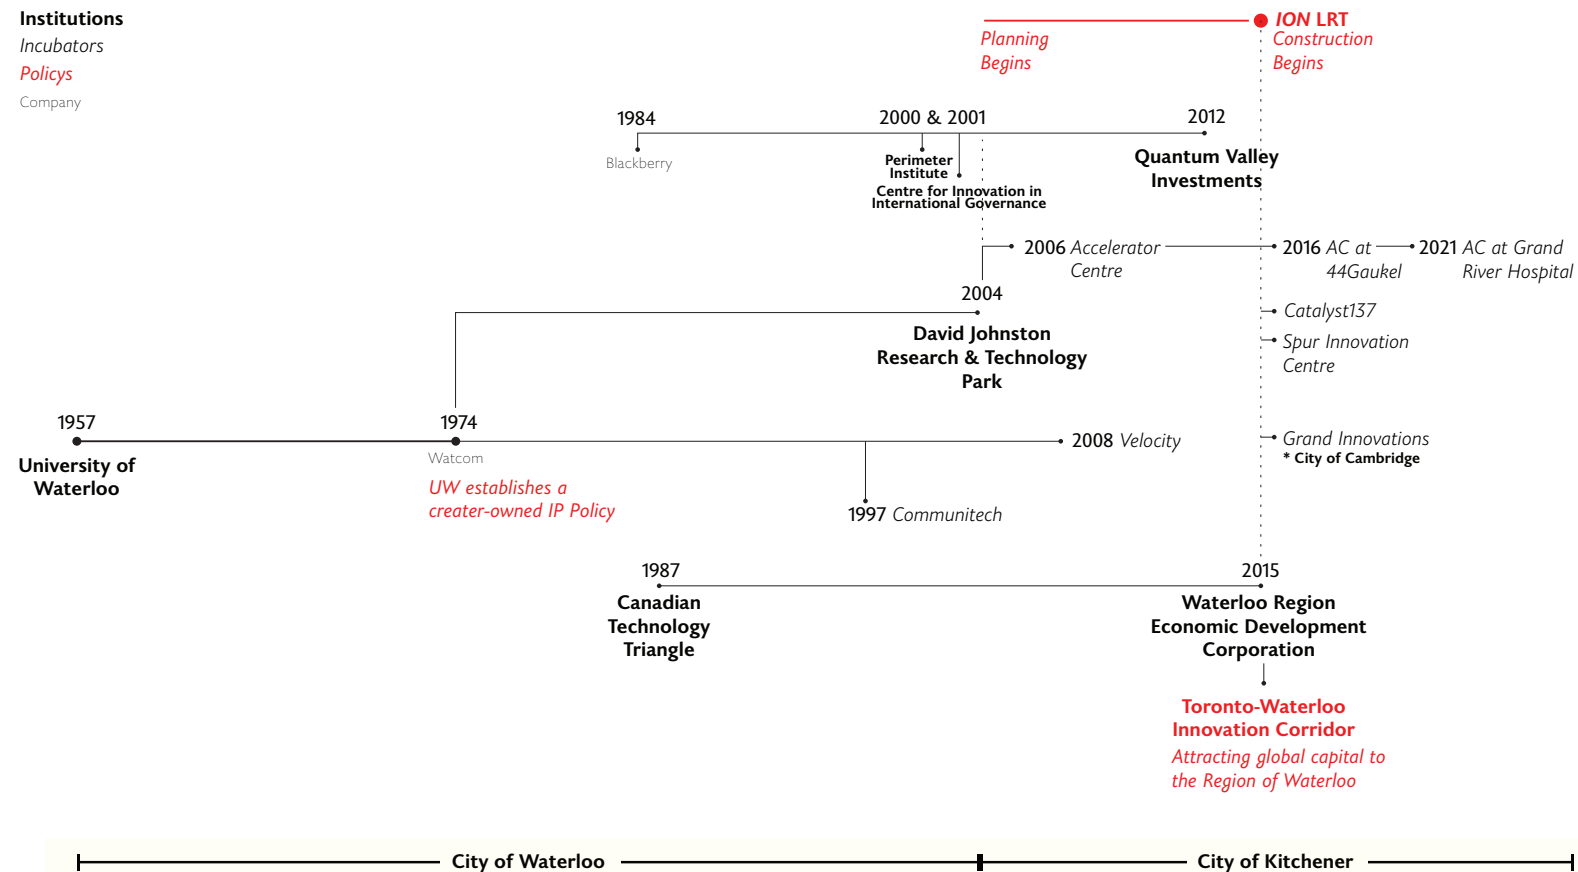 Institutions
Incubators
Policys
Company
ION LRT
Planning
Begins
Construction
Begins
1984
2000 & 2001
2012
Blackberry
Perimeter
Institute
Centre for Innovation in
International Governance
Quantum Valley
Investments
2006 Accelerator
Centre
2016 AC at
44Gaukel
2021 AC at Grand
River Hospital
2004
David Johnston
Research & Technology
Park
Catalyst137
Spur Innovation
Centre
1957
University of
Waterloo
1974
Watcom
UW establishes a
creater-owned IP Policy
2008 Velocity
Grand Innovations
* City of Cambridge
1997 Communitech
1987
Canadian
Technology
Triangle
2015
Waterloo Region
Economic Development
Corporation
Toronto-Waterloo
Innovation Corridor
Attracting global capital to
the Region of Waterloo
City of Waterloo
City of Kitchener